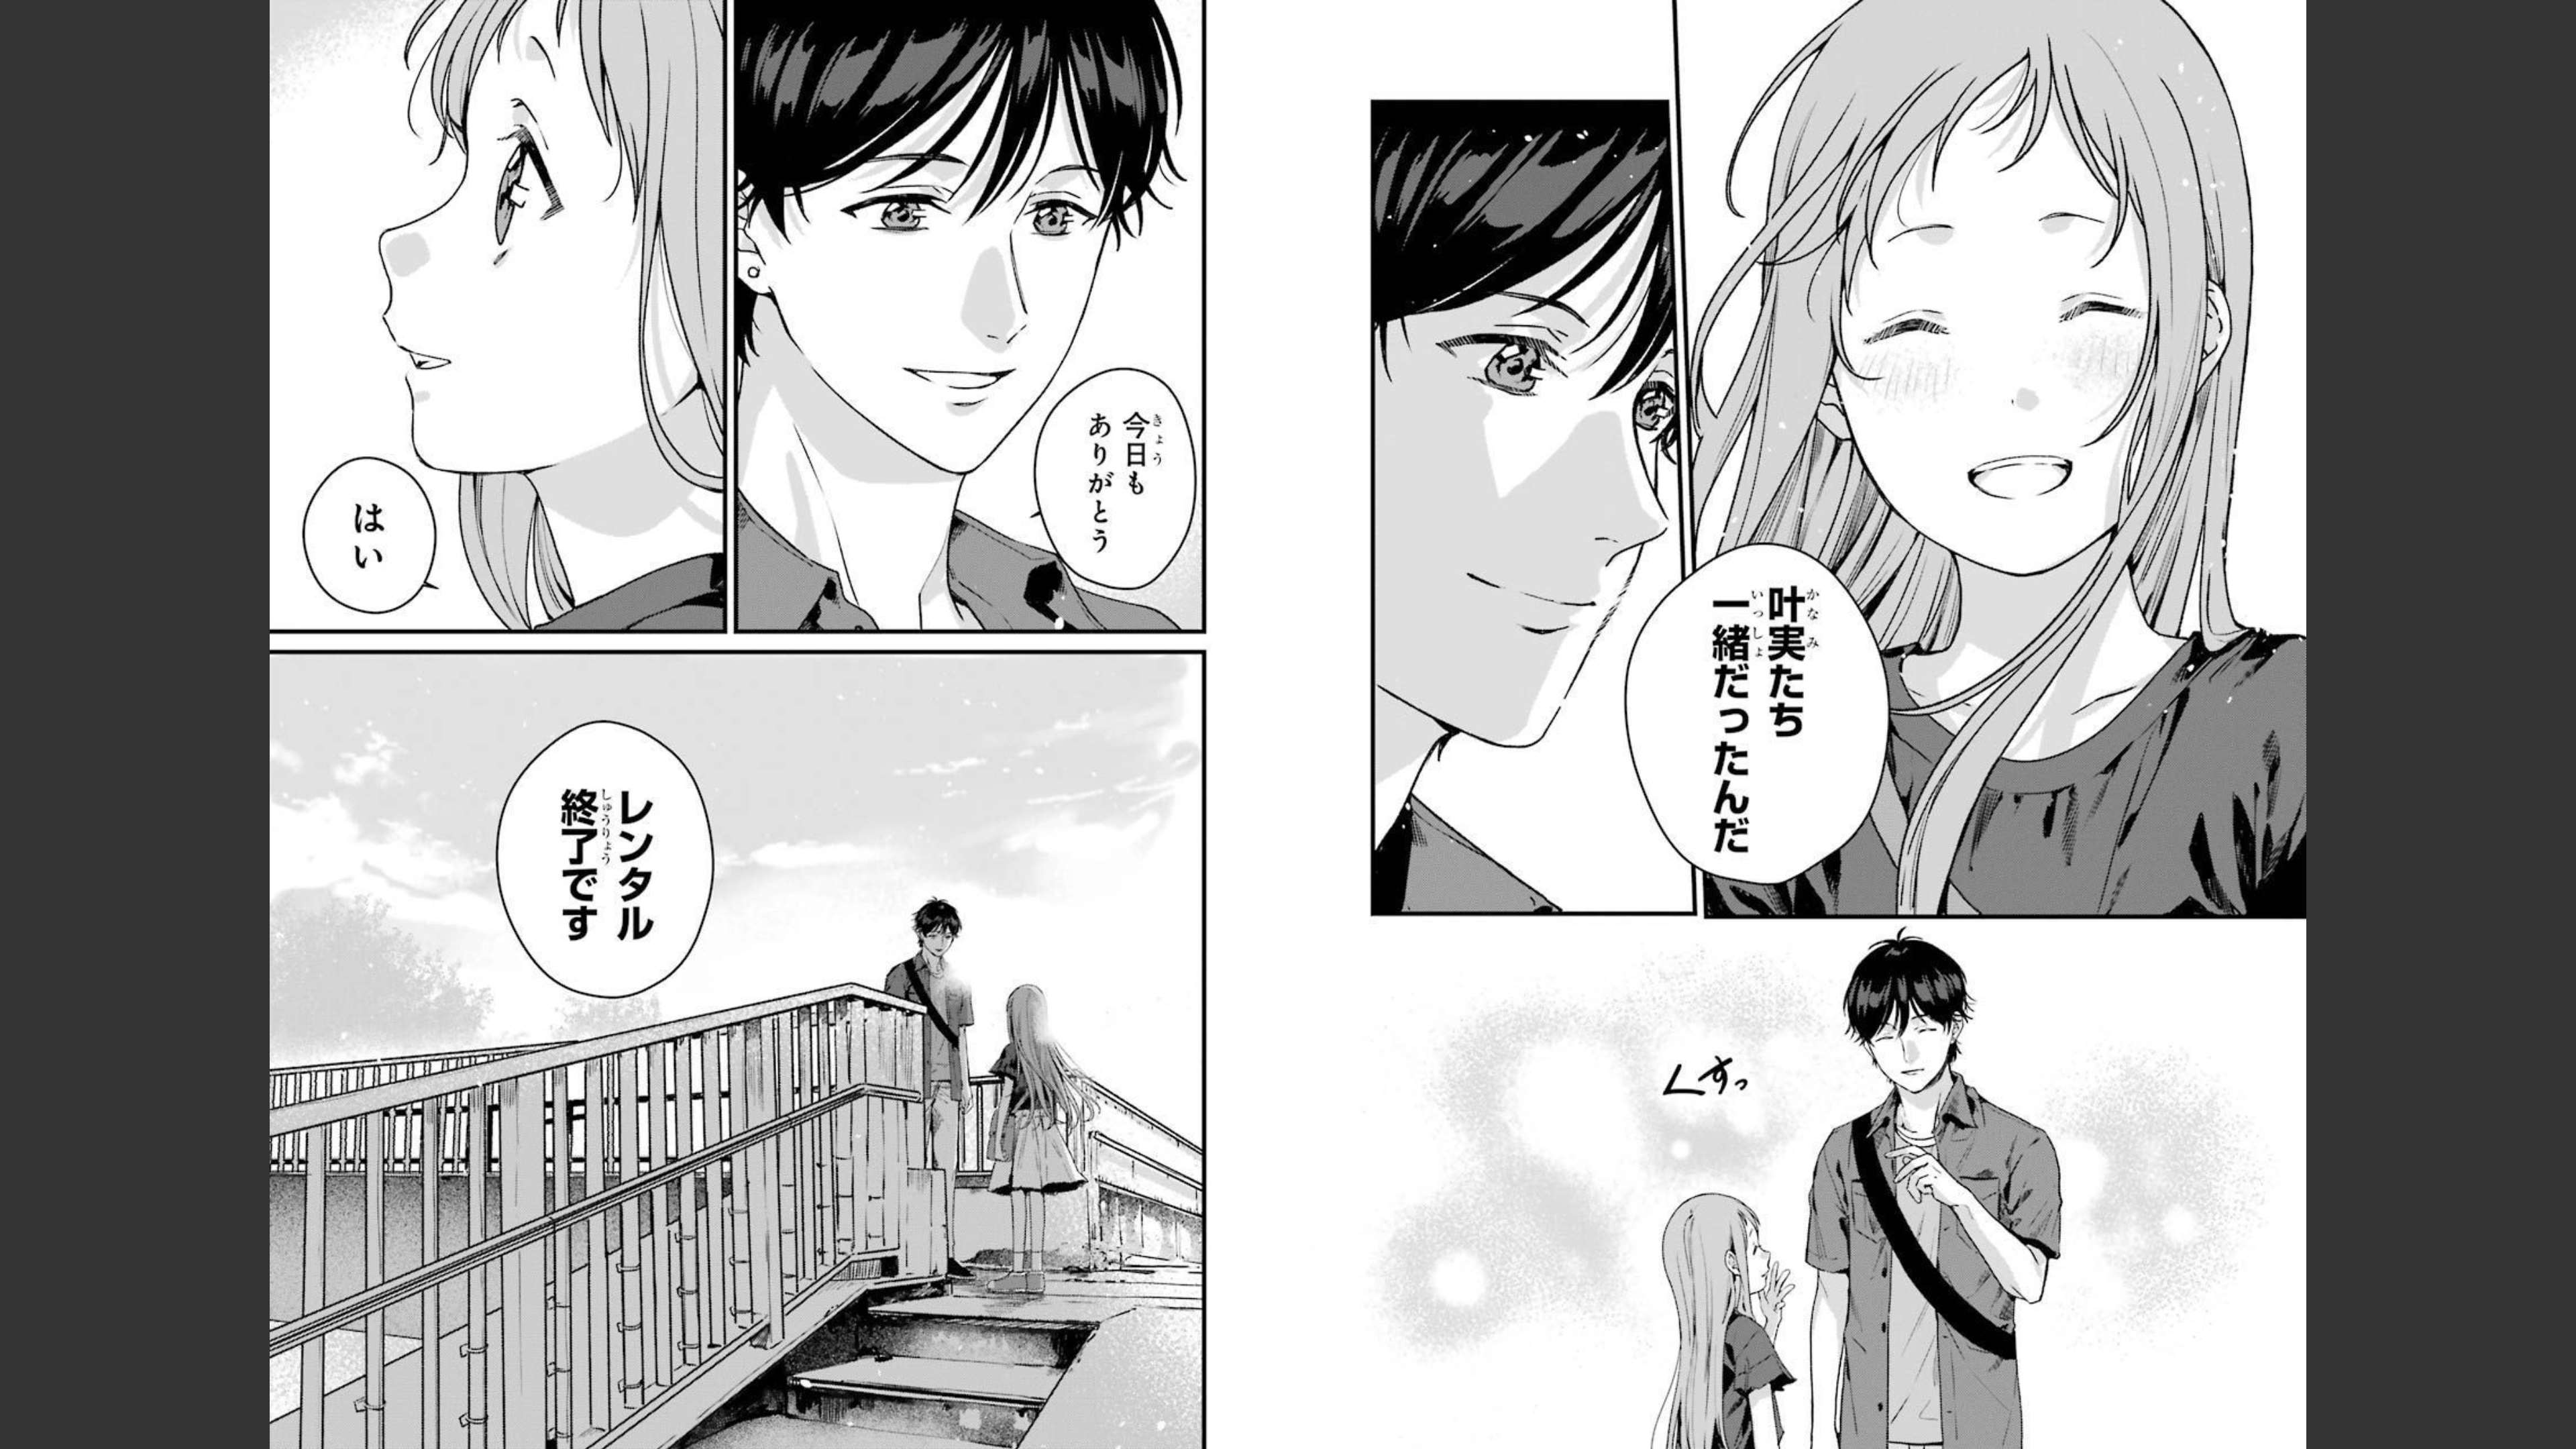 叶実たち
一緒だったんだ
くすっ
今日も
ありがとう
はい
レンタル
終了です